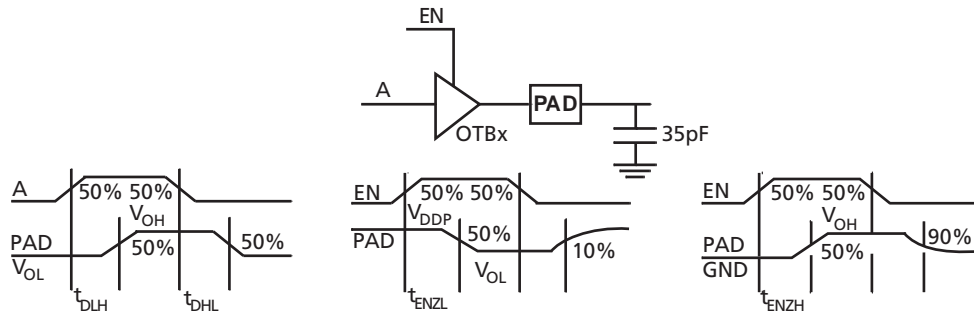 EN
A
PAD
OTBx
35pF
A
50% 50%
V_OH
PAD
50%
50%
V_OL
t_DLH
t_DHL
EN
50% 50%
V_DDP
PAD
50%
V_OL
10%
t_ENZL
EN
50% 50%
V_OH
PAD
90%
GND
50%
t_ENZH